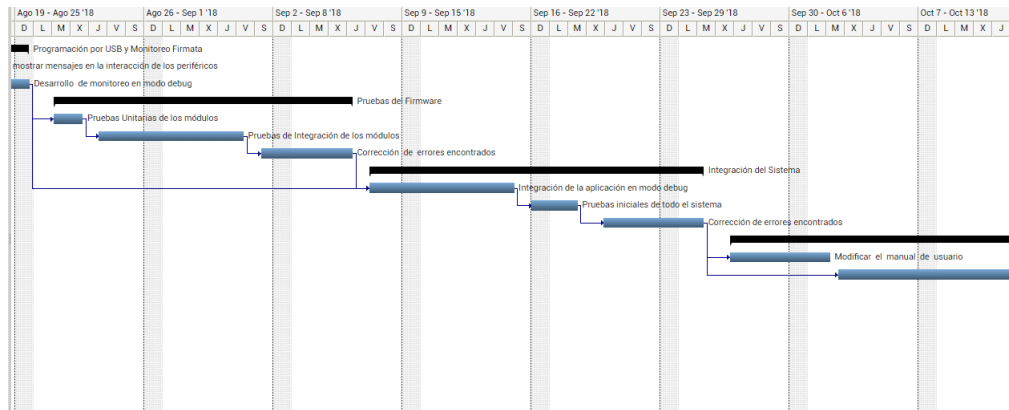 Ago 19 - Ago 25 '18 Ago 26 - Sep 1 '18 Sep 2 - Sep 8 '18 Sep 9 - Sep 15 '18 Sep 16 - Sep 22 '18 Sep 23 - Sep 29 '18 Sep 30 - Oct 6 '18 Oct 7 - Oct 13 '18
D L M X J V S D L M X J V S D L M X J V S D L M X J V S D L M X J V S D L M X J V S D L M X J V S D L M X J
Programación por USB y Monitoreo Firmata
mostrar mensajes en la interacción de los periféricos
Desarrollo de monitoreo en modo debug
Pruebas del Firmware
Pruebas Unitarias de los módulos
Pruebas de Integración de los módulos
Corrección de errores encontrados
Integración del Sistema
Integración de la aplicación en modo debug
Pruebas iniciales de todo el sistema
Corrección de errores encontrados
Modificar el manual de usuario